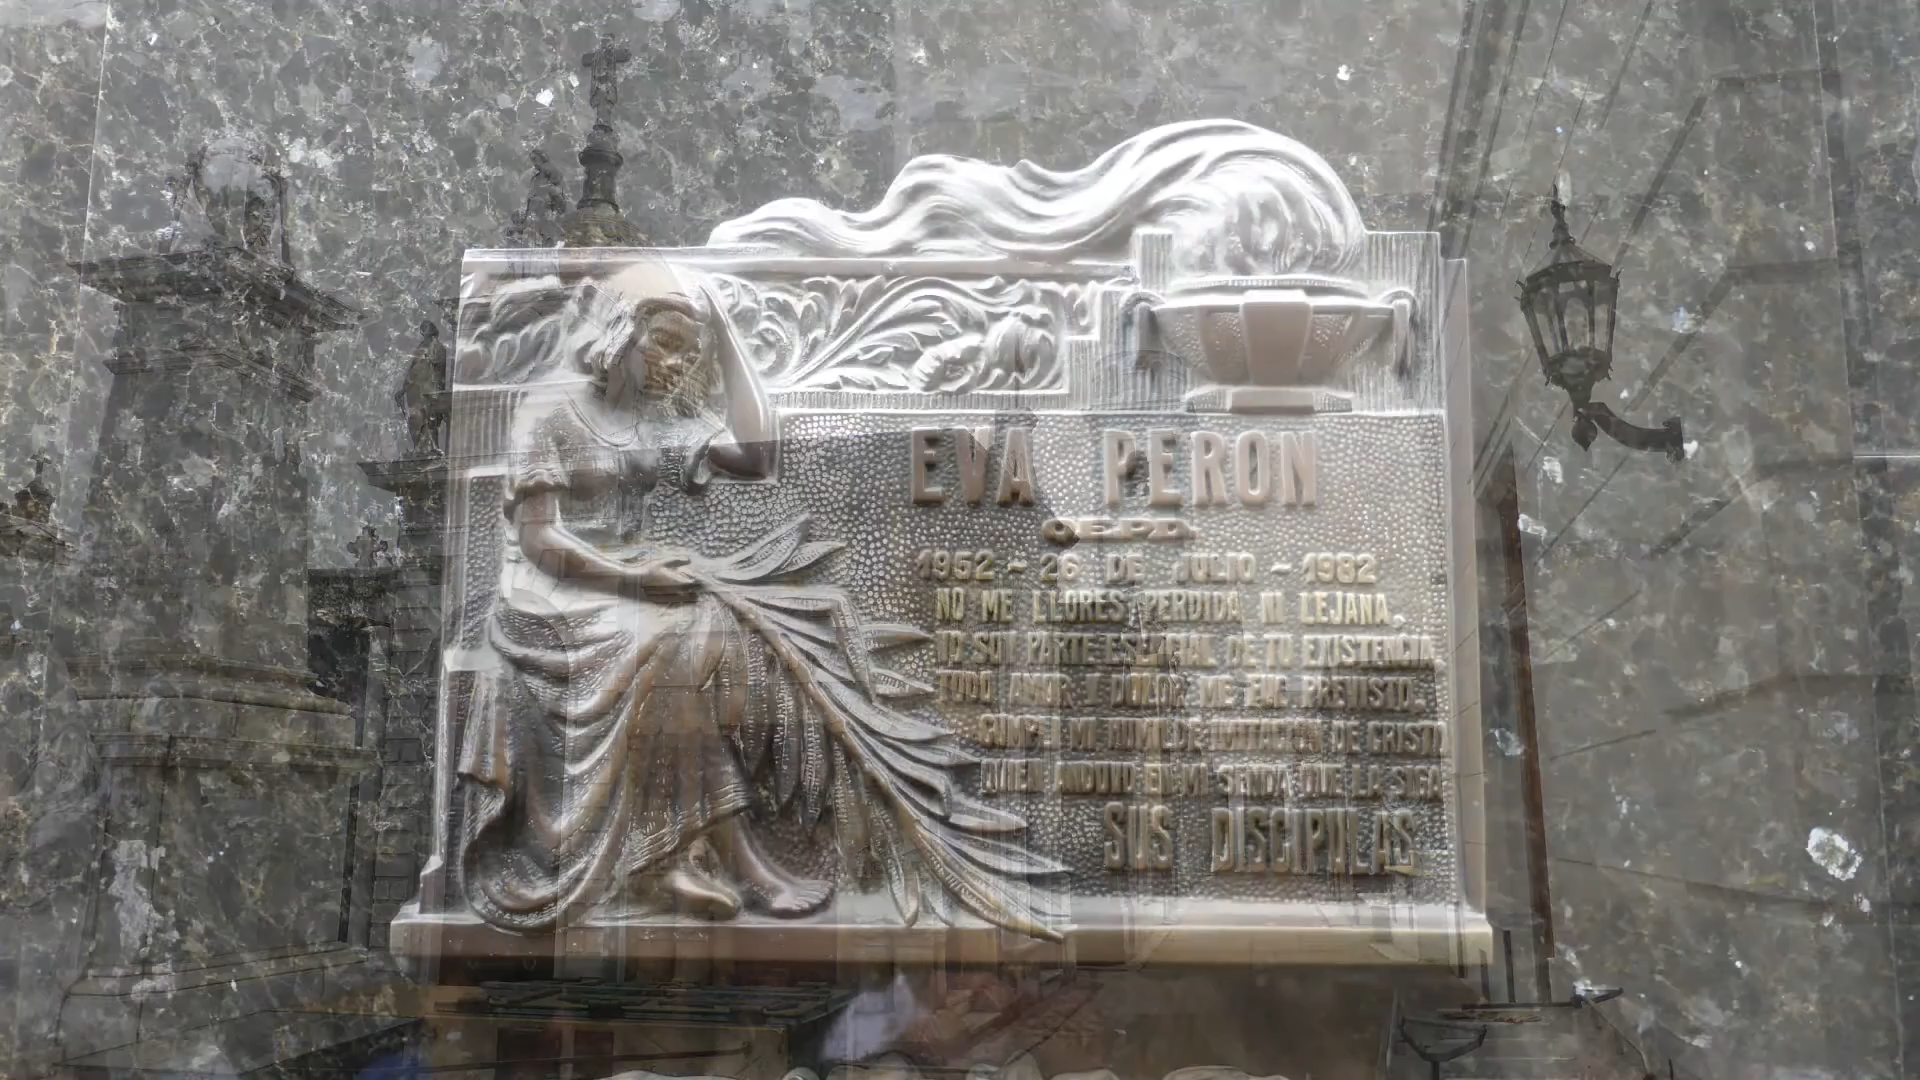 EVA PERON
Q.E.P.D.
1952 - 26 DE JULIO - 1982
NO ME LLORES PERDIDA NI LEJANA.
YO SOY PARTE ESENCIAL DE TU EXISTENCIA
TODO AMOR Y DOLOR ME FUE PREVISTO.
CUMPLI MI HUMILDE IMITACION DE CRISTO
QUIEN ANDUVO EN MI SENDA QUE LA SIGA
SUS DISCIPULAS